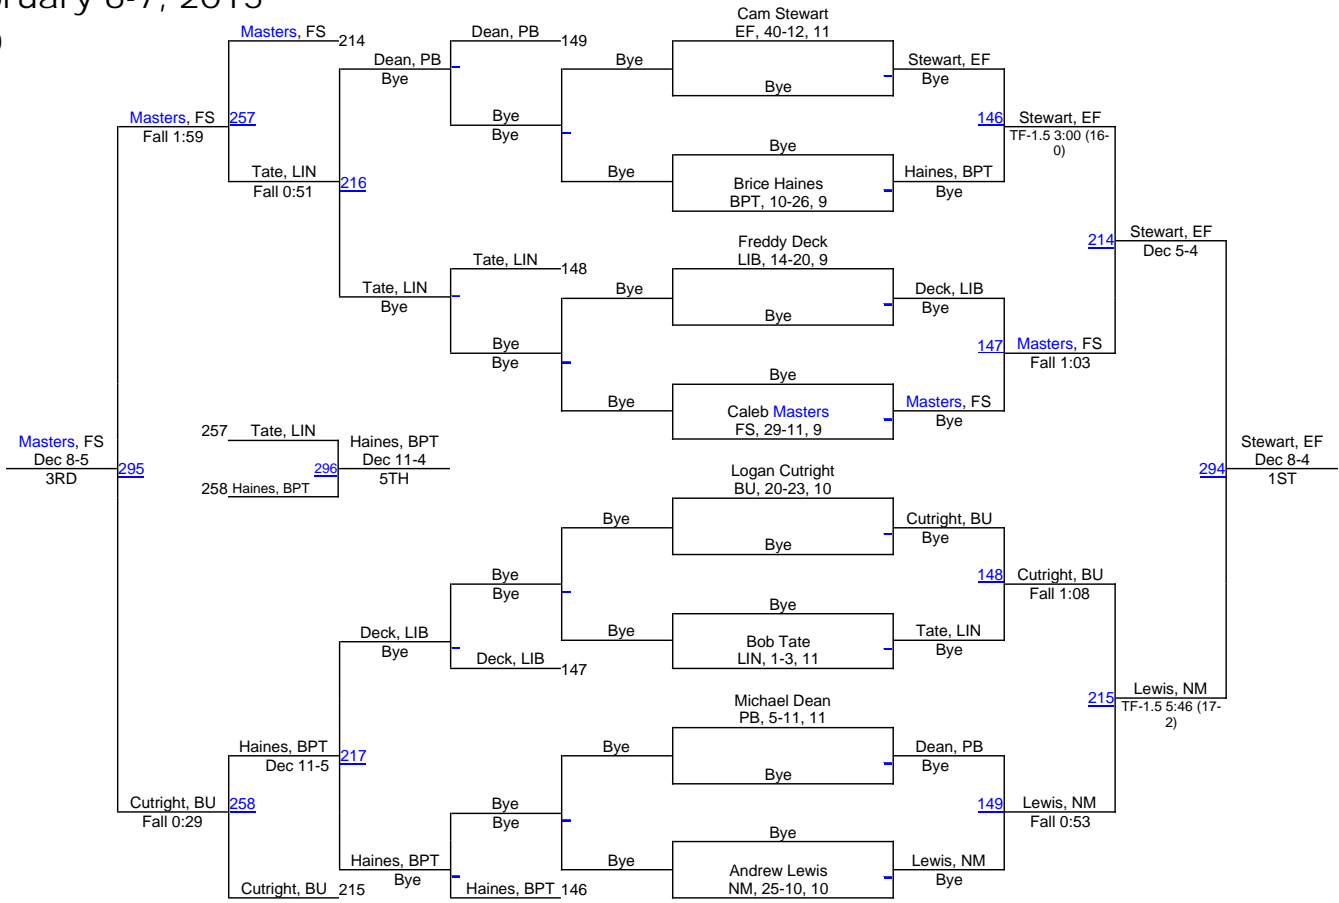 Masters, FS
214
Dean, PB
Bye
Dean, PB
149
Bye
Cam Stewart
EF, 40-12, 11
Bye
Stewart, EF
Bye
Masters, FS
Fall 1:59
257
Bye
Bye
146
Stewart, EF
TF-1.5 3:00 (16-
0)
Tate, LIN
Fall 0:51
216
Bye
Bye
Brice Haines
BPT, 10-26, 9
Haines, BPT
Bye
Tate, LIN
Bye
Tate, LIN
148
Bye
Freddy Deck
LIB, 14-20, 9
Bye
Deck, LIB
Bye
214
Stewart, EF
Dec 5-4
Bye
Bye
147
Masters, FS
Fall 1:03
Bye
Bye
Caleb Masters
FS, 29-11, 9
Masters, FS
Bye
Masters, FS
Dec 8-5
3RD
295
257
Tate, LIN
258
Haines, BPT
296
Haines, BPT
Dec 11-4
5TH
294
Stewart, EF
Dec 8-4
1ST
Bye
Logan Cutright
BU, 20-23, 10
Bye
Cutright, BU
Bye
Bye
Bye
148
Cutright, BU
Fall 1:08
Deck, LIB
Bye
Deck, LIB
147
Bye
Bye
Bob Tate
LIN, 1-3, 11
Tate, LIN
Bye
215
Lewis, NM
TF-1.5 5:46 (17-
2)
Haines, BPT
Dec 11-5
217
Bye
Michael Dean
PB, 5-11, 11
Bye
Dean, PB
Bye
Cutright, BU
Fall 0:29
258
Bye
Bye
149
Lewis, NM
Fall 0:53
Cutright, BU
215
Haines, BPT
Bye
Haines, BPT
146
Bye
Bye
Andrew Lewis
NM, 25-10, 10
Lewis, NM
Bye